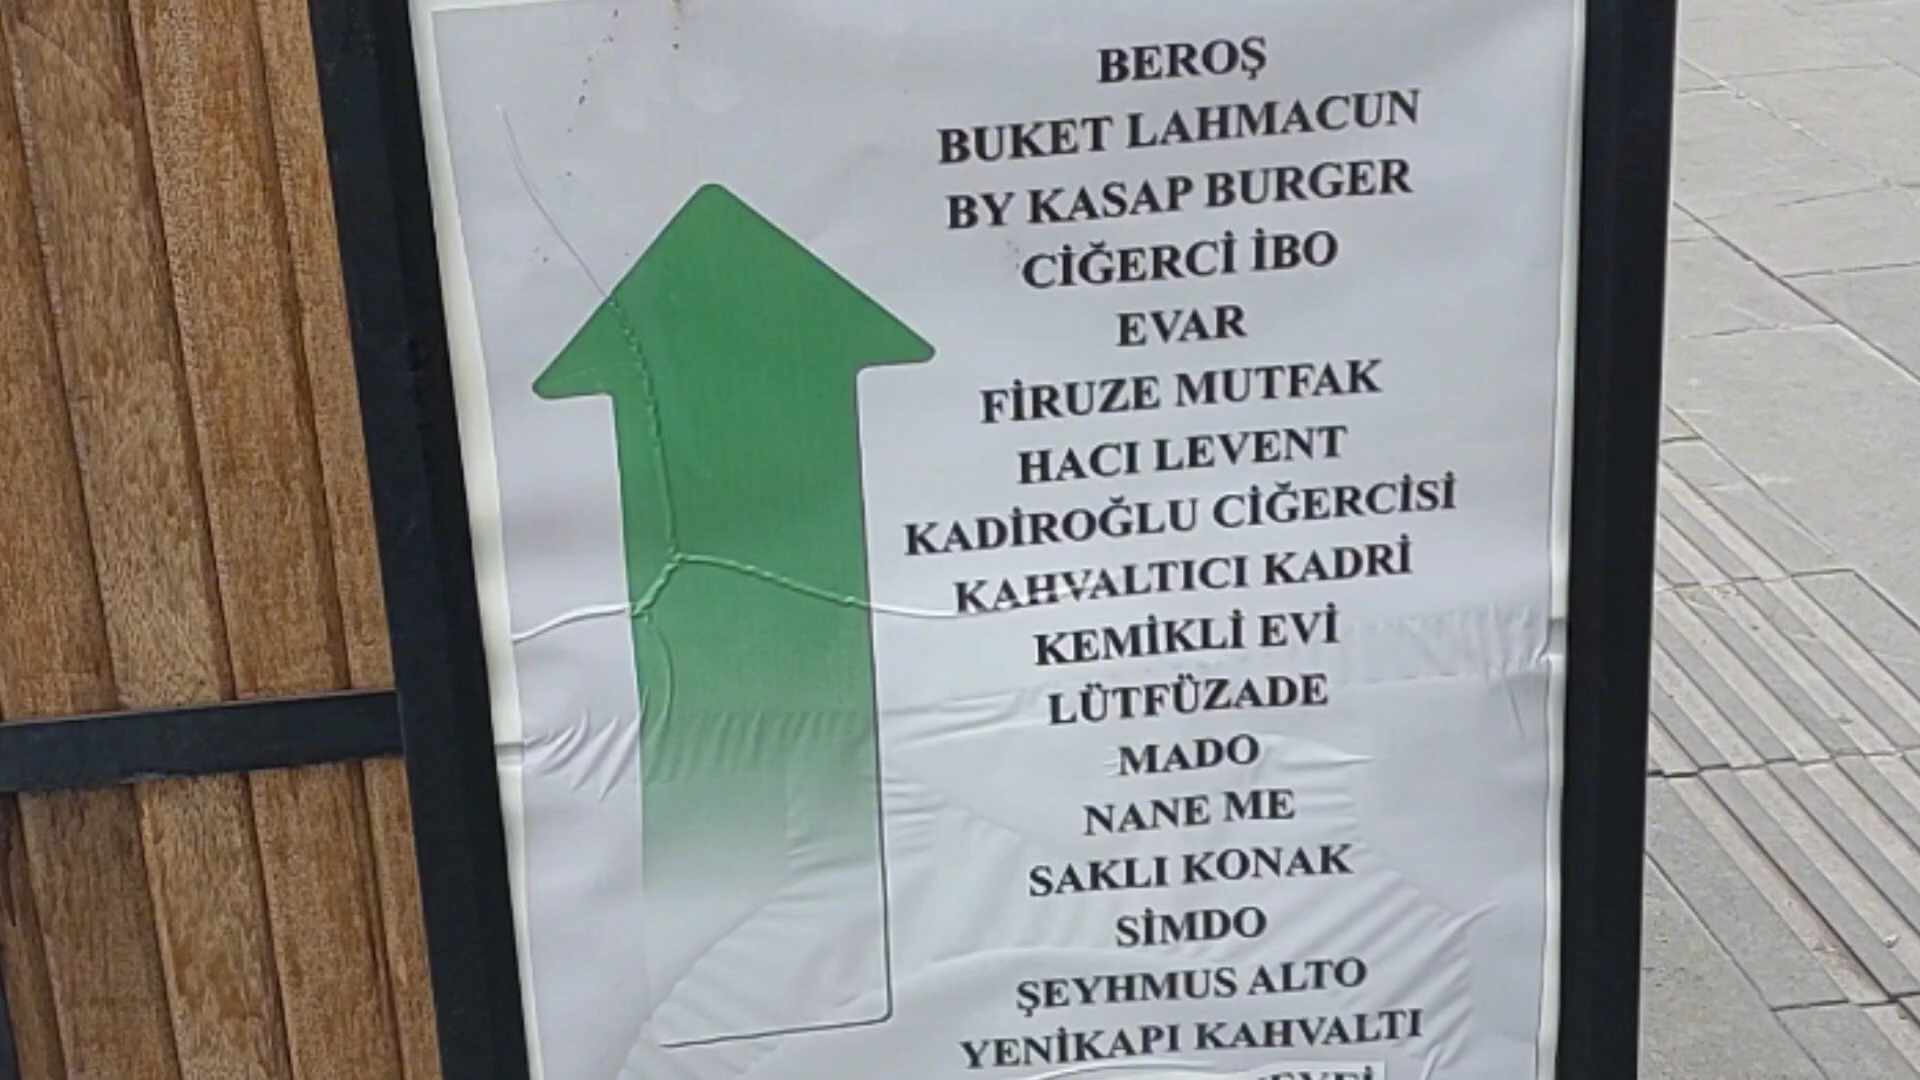 BEROŞ
BUKET LAHMACUN
BY KASAP BURGER
CİĞERCİ İBO
EVAR
FİRUZE MUTFAK
HACI LEVENT
KADİROĞLU CİĞERCİSİ
KAHVALTICI KADRİ
KEMİKLİ EVİ
LÜTFÜZADE
MADO
NANE ME
SAKLI KONAK
SİMDO
ŞEYHMUS ALTO
YENİKAPI KAHVALTI